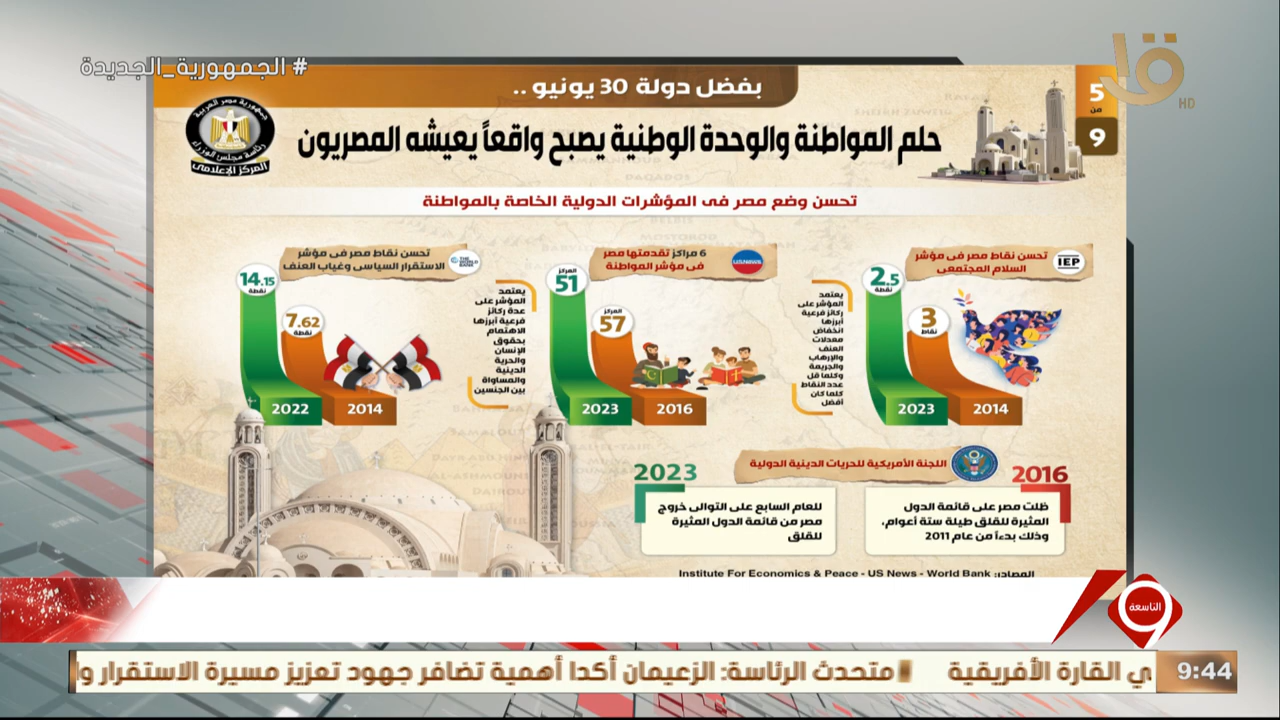 # الجمهورية_الجديدة
HD
5
من
9
بفضل دولة 30 يونيو ..
حلم المواطنة والوحدة الوطنية يصبح واقعاً يعيشه المصريون
جمهورية مصر العربية
رئاسة مجلس الوزراء
المركز الإعلامى
تحسن وضع مصر فى المؤشرات الدولية الخاصة بالمواطنة
IEP
تحسن نقاط مصر فى مؤشر
السلام المجتمعى
2.5
نقطة
3
نقاط
2023
2014
يعتمد
المؤشر على
ركائز فرعية
أبرزها
انخفاض
معدلات
العنف
والإرهاب
والجريمة
وكلما قل
عدد النقاط
كلما كان
أفضل
U.S.NEWS
6 مراكز تقدمتها مصر
فى مؤشر المواطنة
المركز
51
المركز
57
2023
2016
يعتمد
المؤشر على
عدة ركائز
فرعية أبرزها
الاهتمام
بحقوق
الإنسان
والحرية
الدينية
والمساواة
بين الجنسين
THE WORLD BANK
تحسن نقاط مصر فى مؤشر
الاستقرار السياسى وغياب العنف
14.15
نقطة
7.62
نقطة
2022
2014
اللجنة الأمريكية للحريات الدينية الدولية
2016
ظلت مصر على قائمة الدول
المثيرة للقلق طيلة ستة أعوام،
وذلك بدءاً من عام 2011
2023
للعام السابع على التوالى خروج
مصر من قائمة الدول المثيرة
للقلق
المصادر: Institute For Economics & Peace - US News - World Bank
التاسعة
9
9:44
ي القارة الأفريقية
متحدث الرئاسة: الزعيمان أكدا أهمية تضافر جهود تعزيز مسيرة الاستقرار وا